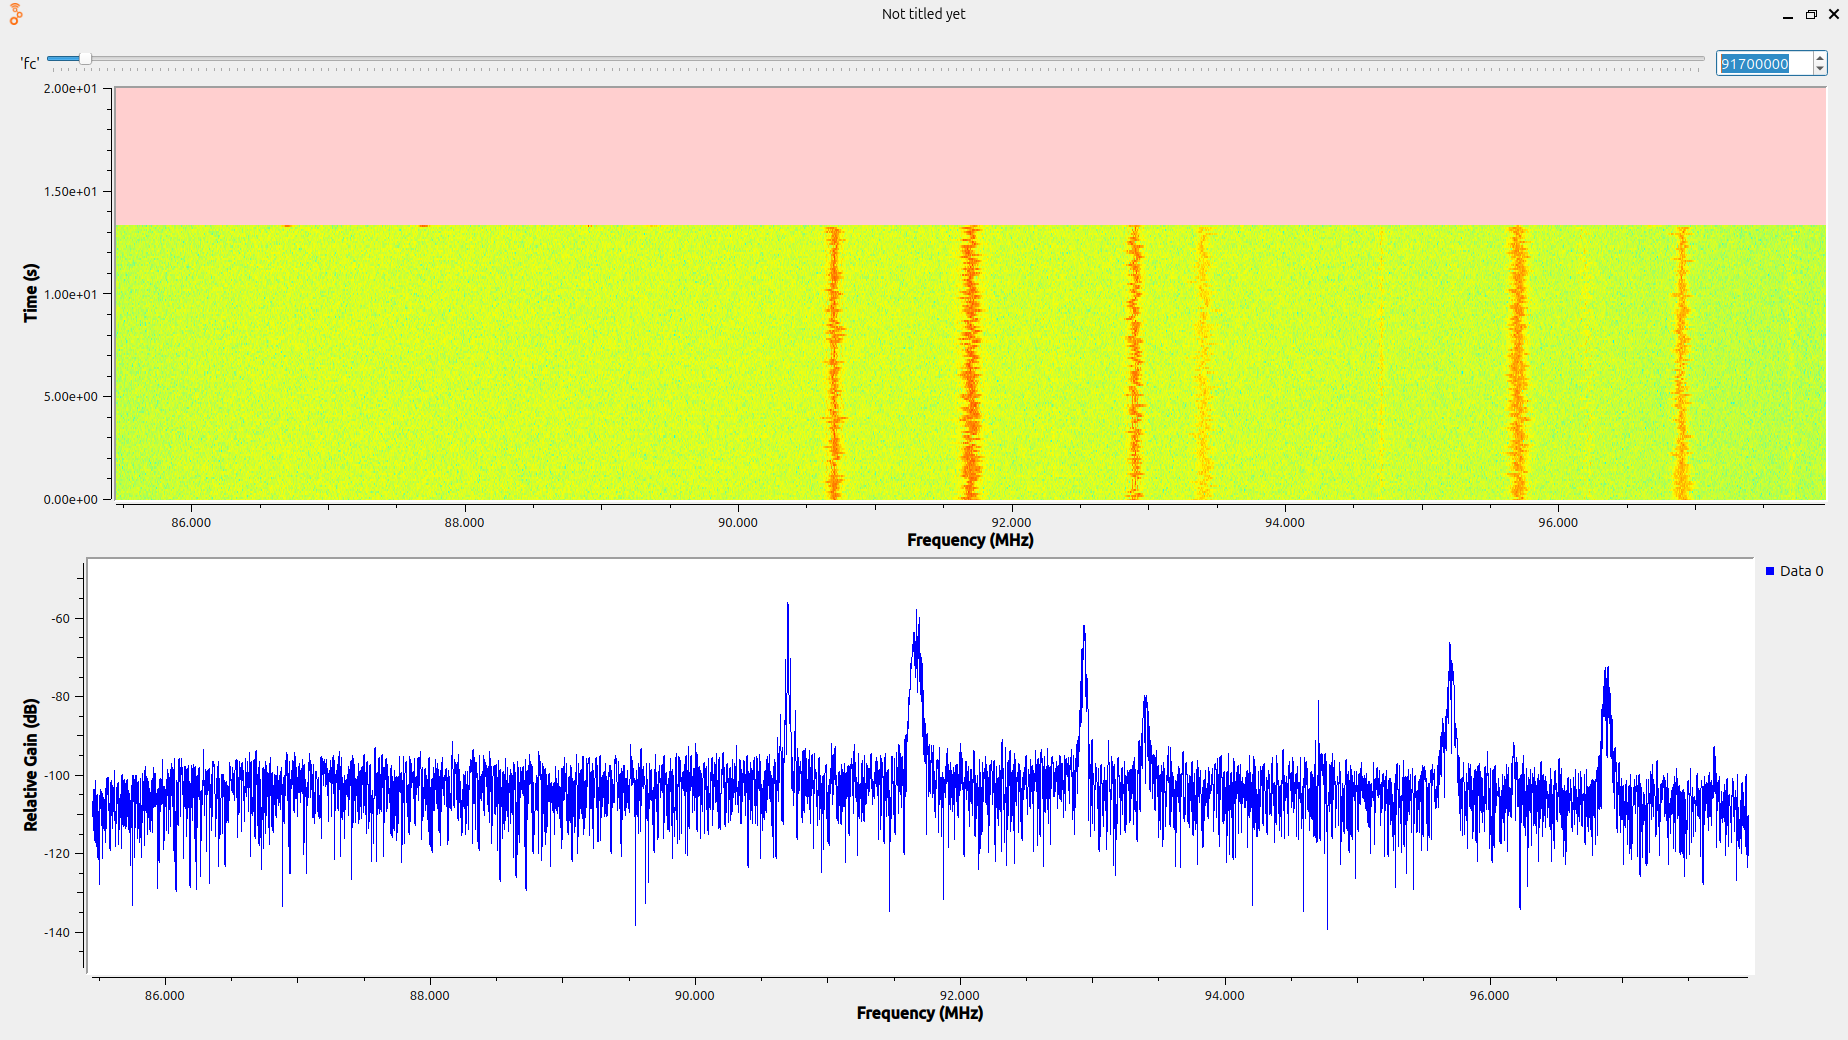 Not titled yet
'fc'
91700000
2.00e+01
1.50e+01
1.00e+01
5.00e+00
0.00e+00
Time (s)
86.000 88.000 90.000 92.000 94.000 96.000
Frequency (MHz)
Data 0
-60
-80
-100
-120
-140
Relative Gain (dB)
86.000 88.000 90.000 92.000 94.000 96.000
Frequency (MHz)